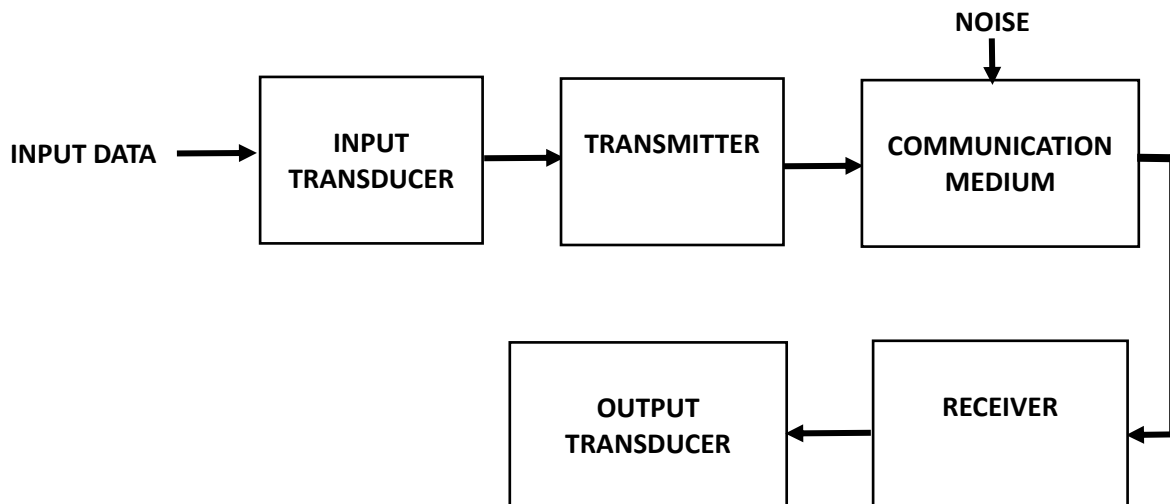 NOISE
INPUT DATA
INPUT
TRANSDUCER
TRANSMITTER
COMMUNICATION
MEDIUM
OUTPUT
TRANSDUCER
RECEIVER